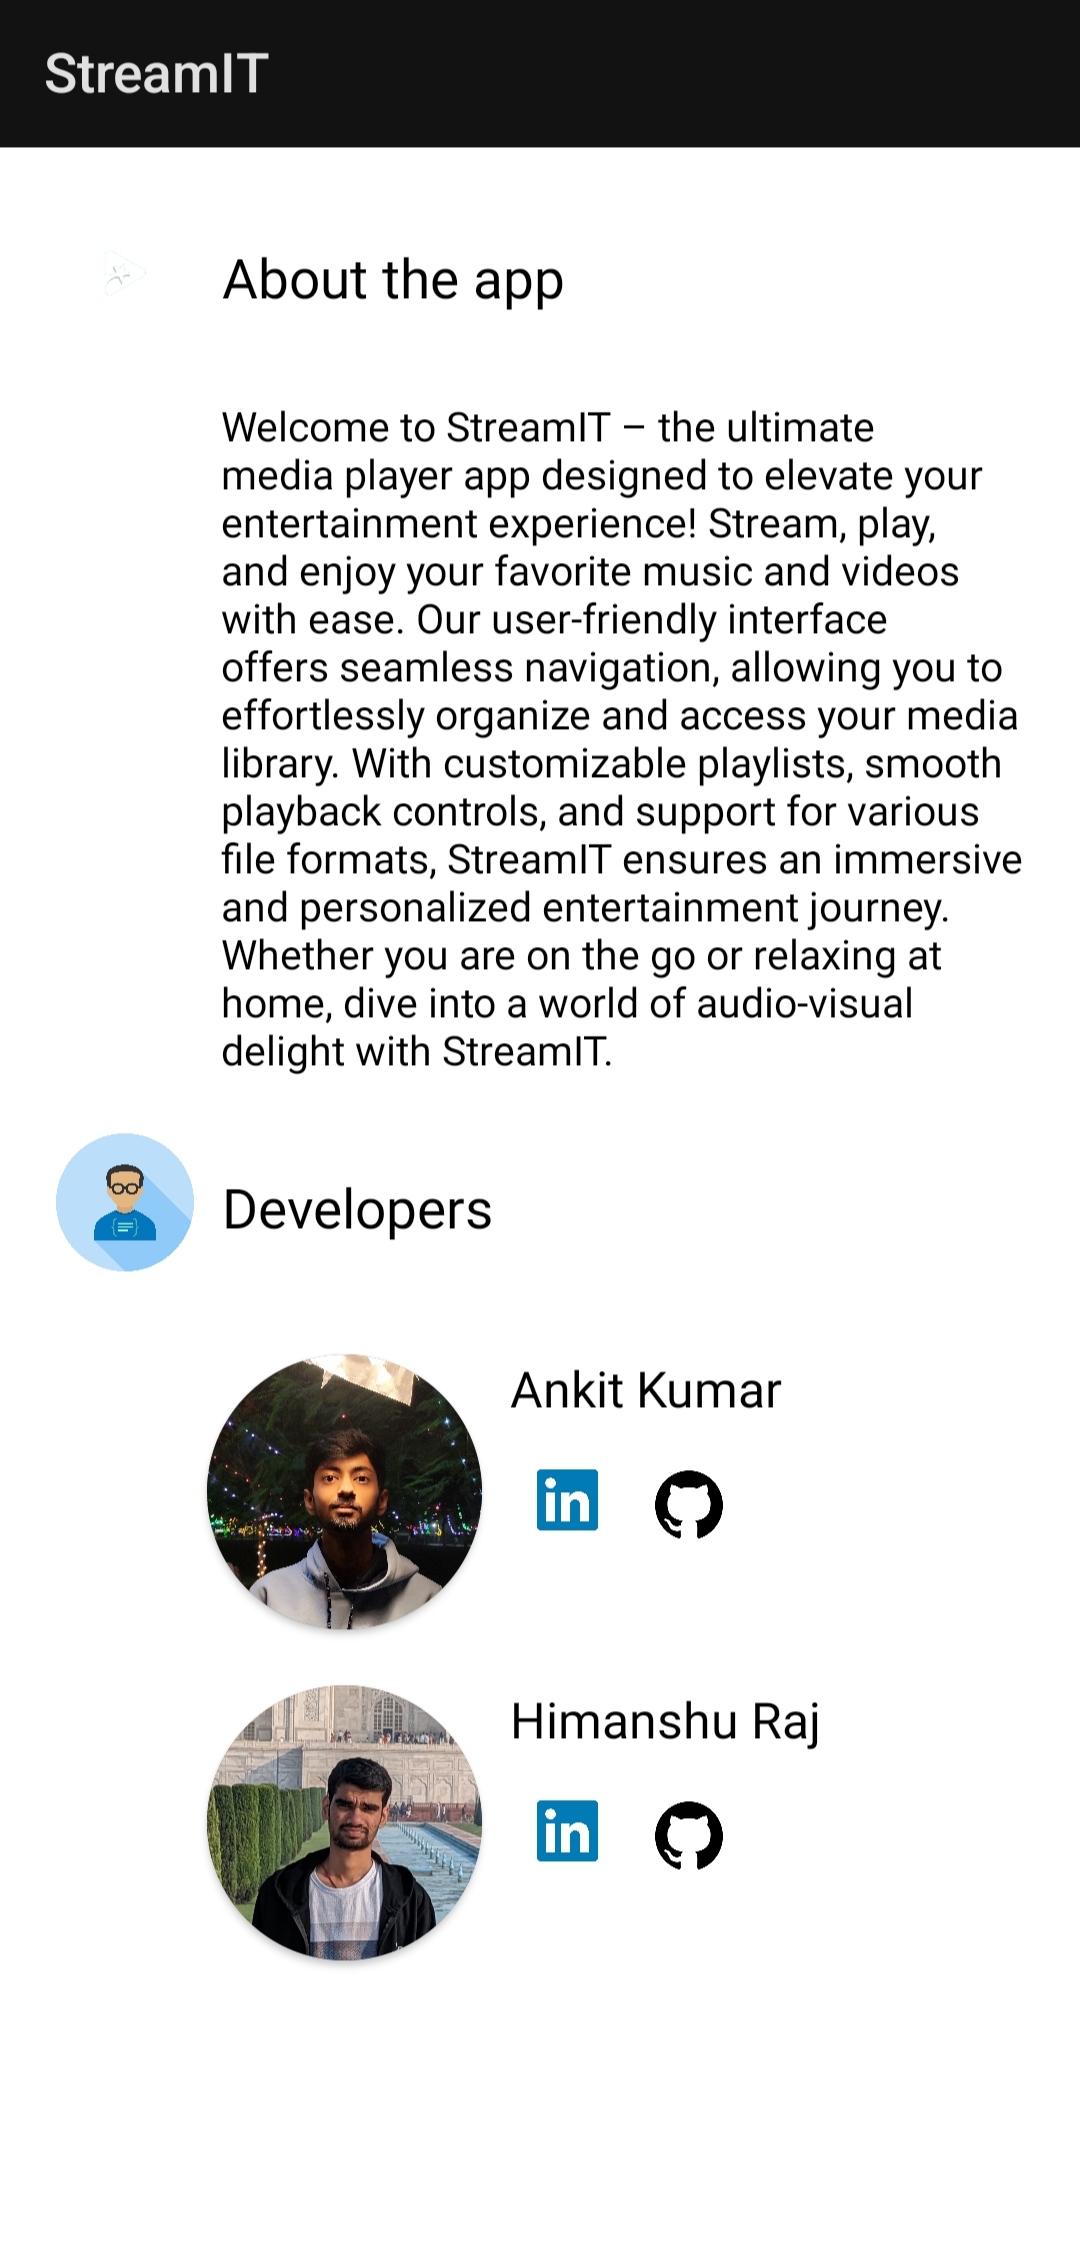 StreamIT
About the app
Welcome to StreamIT – the ultimate
media player app designed to elevate your
entertainment experience! Stream, play,
and enjoy your favorite music and videos
with ease. Our user-friendly interface
offers seamless navigation, allowing you to
effortlessly organize and access your media
library. With customizable playlists, smooth
playback controls, and support for various
file formats, StreamIT ensures an immersive
and personalized entertainment journey.
Whether you are on the go or relaxing at
home, dive into a world of audio-visual
delight with StreamIT.
Developers
Ankit Kumar
in
Himanshu Raj
in